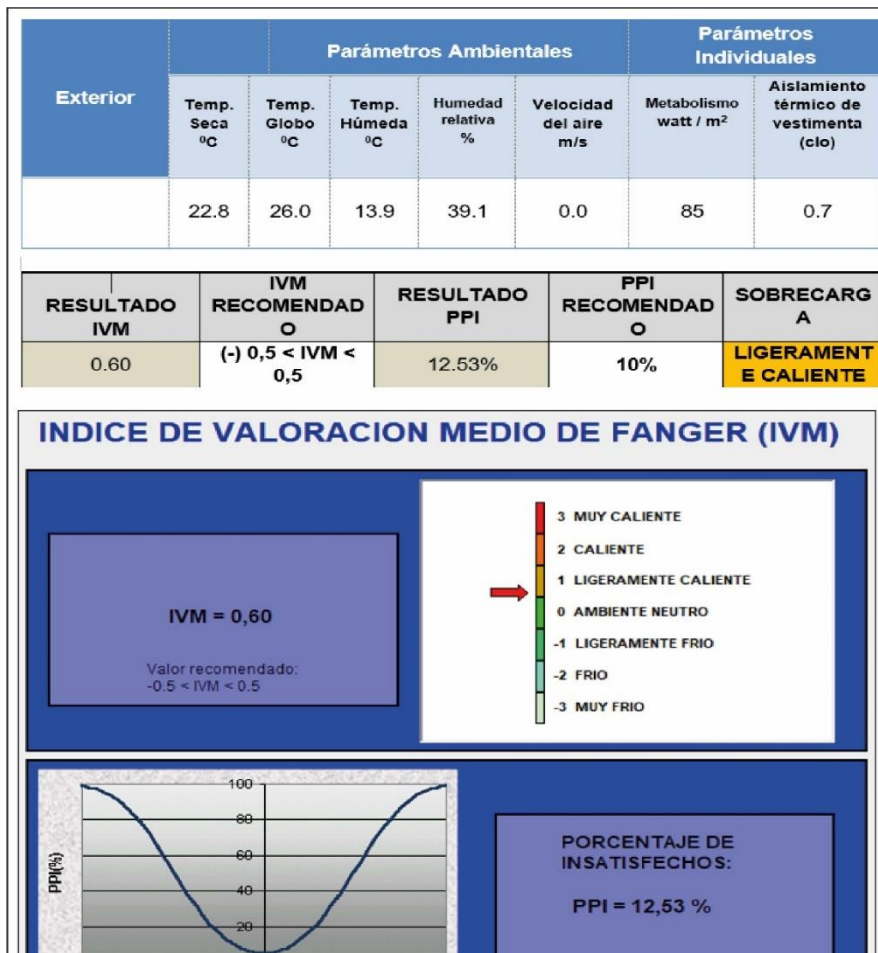 Exterior
Parámetros Ambientales
Parámetros
Individuales
Temp.
Seca
⁰C
Temp.
Globo
⁰C
Temp.
Húmeda
⁰C
Humedad
relativa
%
Velocidad
del aire
m/s
Metabolismo
watt / m²
Aislamiento
térmico de
vestimenta
(clo)
22.8 26.0 13.9 39.1 0.0 85 0.7
RESULTADO
IVM
IVM
RECOMENDAD
O
RESULTADO
PPI
PPI
RECOMENDAD
O
SOBRECARG
A
0.60
(-) 0,5 < IVM <
0,5
12.53%
10%
LIGERAMENT
E CALIENTE
INDICE DE VALORACION MEDIO DE FANGER (IVM)
IVM = 0,60
Valor recomendado:
-0.5 < IVM < 0.5
3 MUY CALIENTE
2 CALIENTE
1 LIGERAMENTE CALIENTE
0 AMBIENTE NEUTRO
-1 LIGERAMENTE FRIO
-2 FRIO
-3 MUY FRIO
PPI(%)
100
80
60
40
20
PORCENTAJE DE
INSATISFECHOS:
PPI = 12,53 %